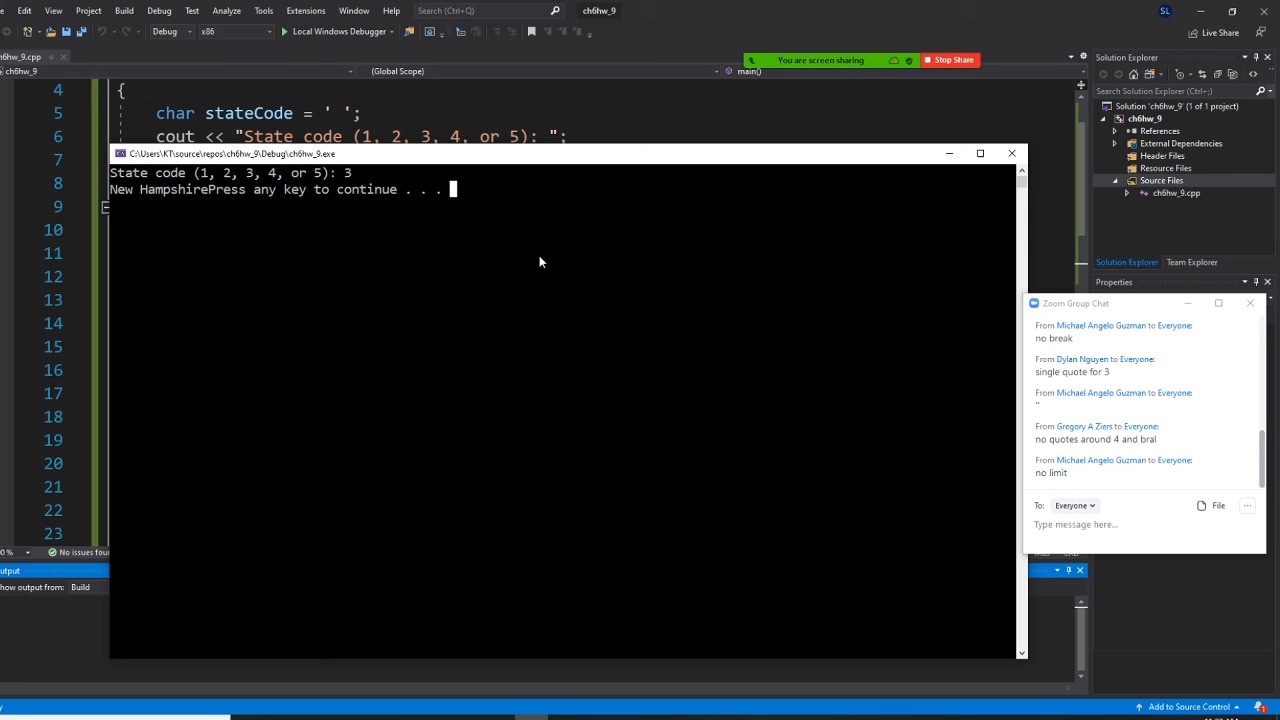 Edit View Project Build Debug Test Analyze Tools Extensions Window Help Search (Ctrl+Q) ch6hw_9 SL
Debug x86 Local Windows Debugger Live Share
h6hw_9.cpp
You are screen sharing Stop Share
ch6hw_9 (Global Scope) main()
4 {
5 char stateCode = ' ';
6 cout << "State code (1, 2, 3, 4, or 5): ";
7
8
9
10
11
12
13
14
15
16
17
18
19
20
21
22
23
C:\Users\KT\source\repos\ch6hw_9\Debug\ch6hw_9.exe
State code (1, 2, 3, 4, or 5): 3
New HampshirePress any key to continue . . .
Solution Explorer
Search Solution Explorer (Ctrl+;)
Solution 'ch6hw_9' (1 of 1 project)
ch6hw_9
References
External Dependencies
Header Files
Resource Files
Source Files
ch6hw_9.cpp
Solution Explorer Team Explorer
Properties
Zoom Group Chat
From Michael Angelo Guzman to Everyone:
no break
From Dylan Nguyen to Everyone:
single quote for 3
From Michael Angelo Guzman to Everyone:
''
From Gregory A Ziers to Everyone:
no quotes around 4 and bral
From Michael Angelo Guzman to Everyone:
no limit
To: Everyone File ...
Type message here...
0 % No issues foun
utput
how output from: Build
Add to Source Control 1